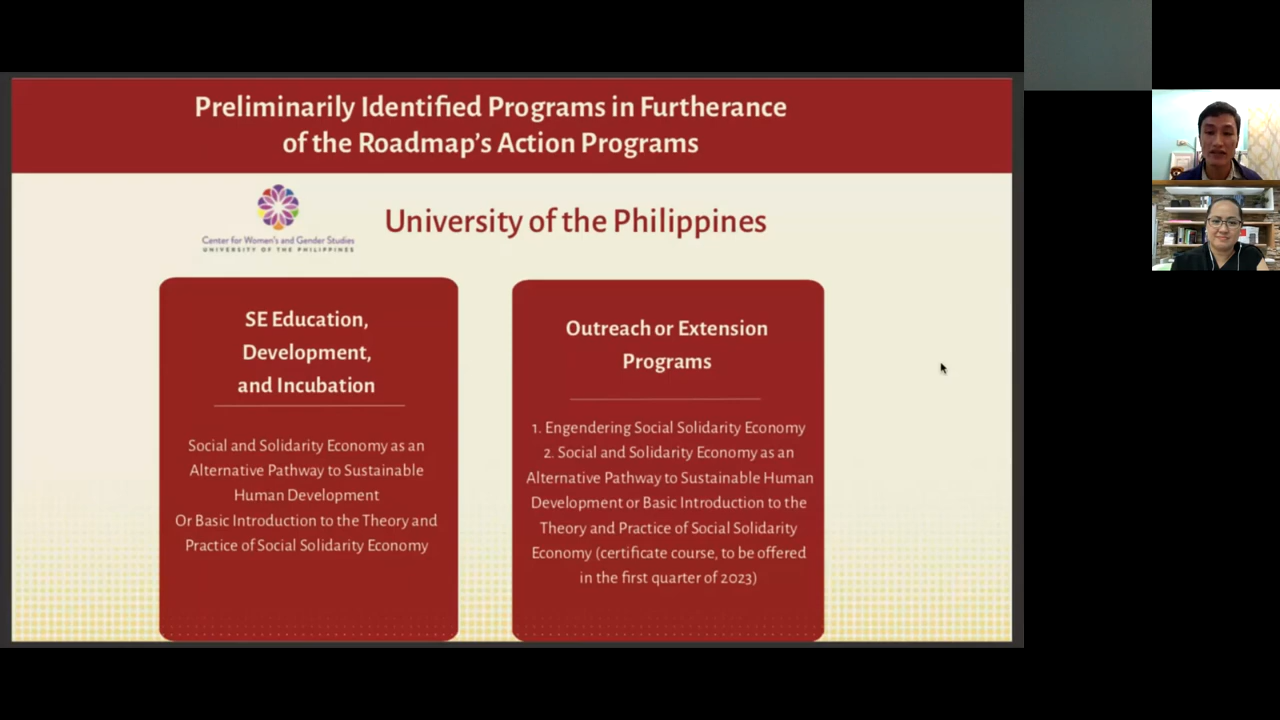 Preliminarily Identified Programs in Furtherance
of the Roadmap's Action Programs
Center for Women's and Gender Studies
UNIVERSITY OF THE PHILIPPINES
University of the Philippines
SE Education,
Development,
and Incubation
Social and Solidarity Economy as an
Alternative Pathway to Sustainable
Human Development
Or Basic Introduction to the Theory and
Practice of Social Solidarity Economy
Outreach or Extension
Programs
1. Engendering Social Solidarity Economy
2. Social and Solidarity Economy as an
Alternative Pathway to Sustainable Human
Development or Basic Introduction to the
Theory and Practice of Social Solidarity
Economy (certificate course, to be offered
in the first quarter of 2023)